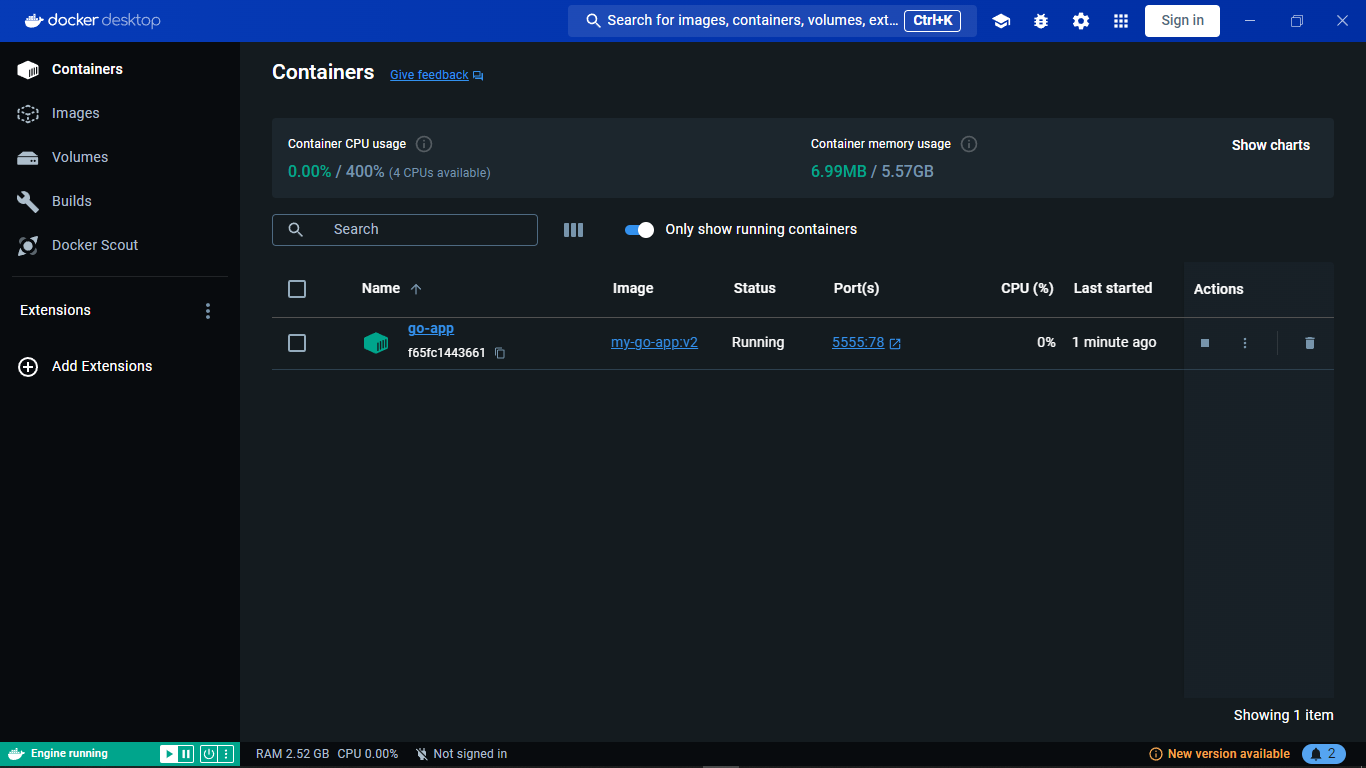 docker desktop
Search for images, containers, volumes, ext... Ctrl+K
Sign in
Containers
Images
Volumes
Builds
Docker Scout
Extensions
Add Extensions
Containers Give feedback
Container CPU usage
0.00% / 400% (4 CPUs available)
Container memory usage
6.99MB / 5.57GB
Show charts
Search
Only show running containers
Name Image Status Port(s) CPU (%) Last started Actions
go-app
f65fc1443661
my-go-app:v2 Running 5555:78 0% 1 minute ago
Showing 1 item
Engine running
RAM 2.52 GB CPU 0.00% Not signed in
New version available 2